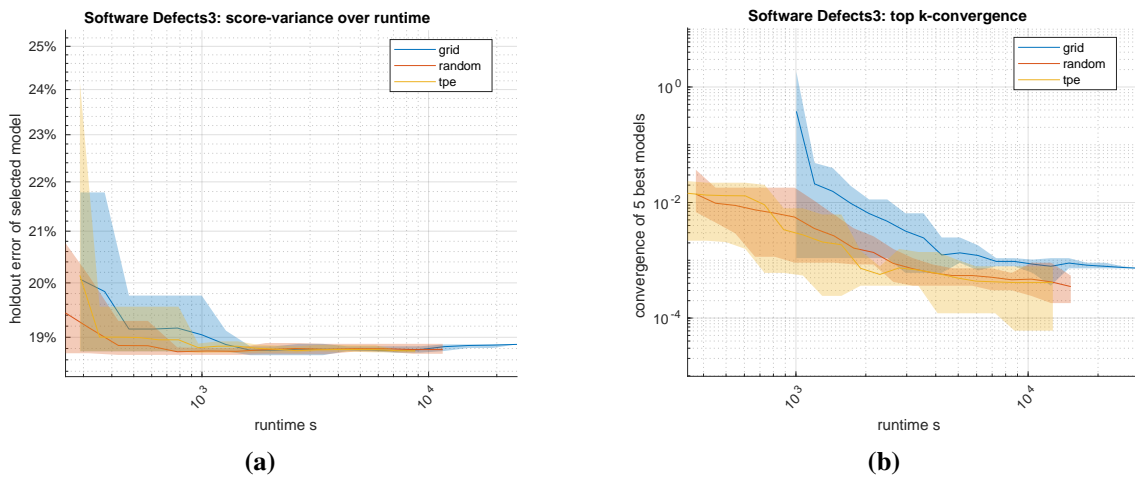 Software Defects3: score-variance over runtime
25%
24%
23%
22%
21%
20%
19%
holdout error of selected model
grid
random
tpe
10^3
10^4
runtime s
(a)
Software Defects3: top k-convergence
10^0
10^-2
10^-4
convergence of 5 best models
grid
random
tpe
10^3
10^4
runtime s
(b)